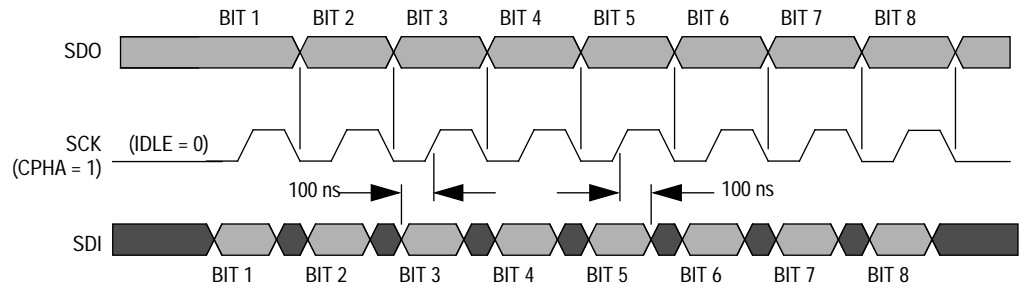 BIT 1 BIT 2 BIT 3 BIT 4 BIT 5 BIT 6 BIT 7 BIT 8
SDO
SCK (IDLE = 0)
(CPHA = 1)
100 ns 100 ns
SDI
BIT 1 BIT 2 BIT 3 BIT 4 BIT 5 BIT 6 BIT 7 BIT 8